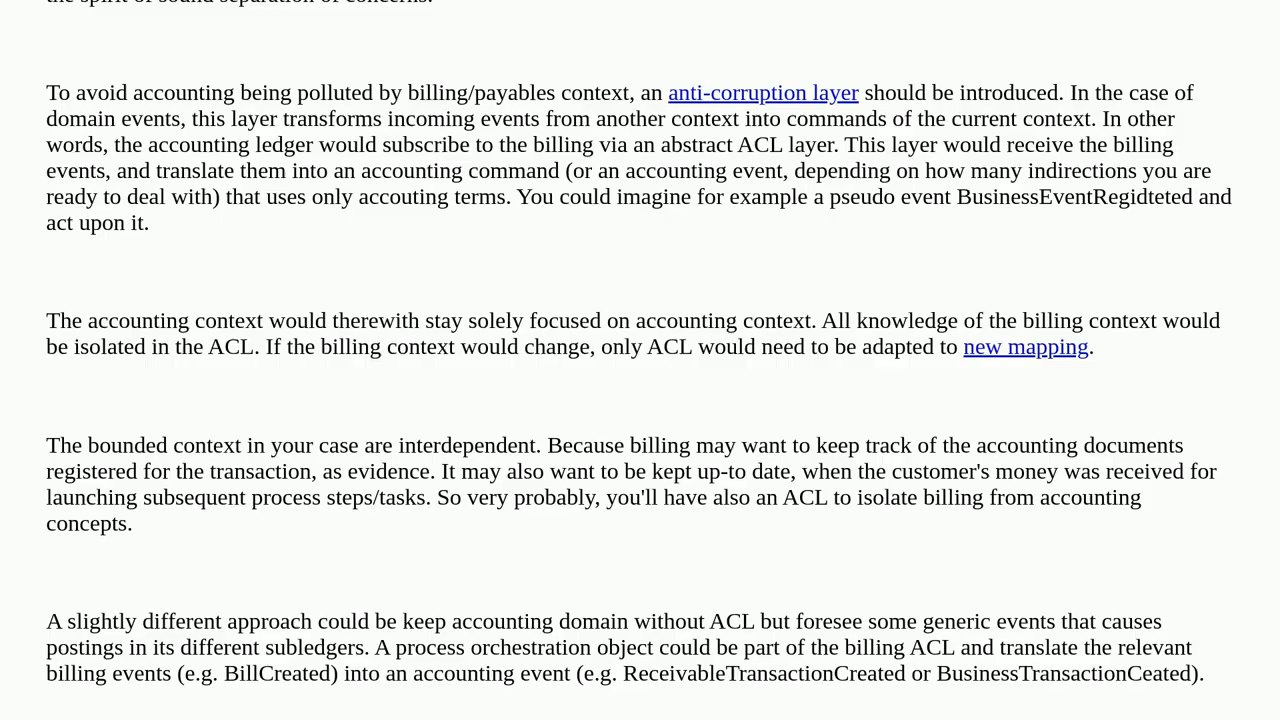 To avoid accounting being polluted by billing/payables context, an anti-corruption layer should be introduced. In the case of
domain events, this layer transforms incoming events from another context into commands of the current context. In other
words, the accounting ledger would subscribe to the billing via an abstract ACL layer. This layer would receive the billing
events, and translate them into an accounting command (or an accounting event, depending on how many indirections you are
ready to deal with) that uses only accouting terms. You could imagine for example a pseudo event BusinessEventRegidteted and
act upon it.
The accounting context would therewith stay solely focused on accounting context. All knowledge of the billing context would
be isolated in the ACL. If the billing context would change, only ACL would need to be adapted to new mapping.
The bounded context in your case are interdependent. Because billing may want to keep track of the accounting documents
registered for the transaction, as evidence. It may also want to be kept up-to date, when the customer's money was received for
launching subsequent process steps/tasks. So very probably, you'll have also an ACL to isolate billing from accounting
concepts.
A slightly different approach could be keep accounting domain without ACL but foresee some generic events that causes
postings in its different subledgers. A process orchestration object could be part of the billing ACL and translate the relevant
billing events (e.g. BillCreated) into an accounting event (e.g. ReceivableTransactionCreated or BusinessTransactionCeated).